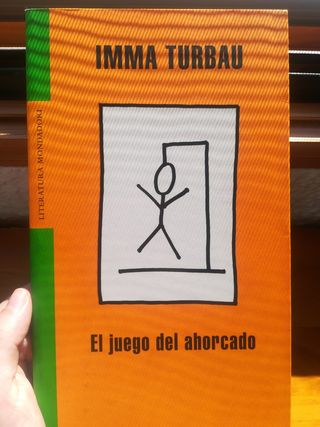 IMMA TURBAU
LITERATURA MONDADORI
El juego del ahorcado